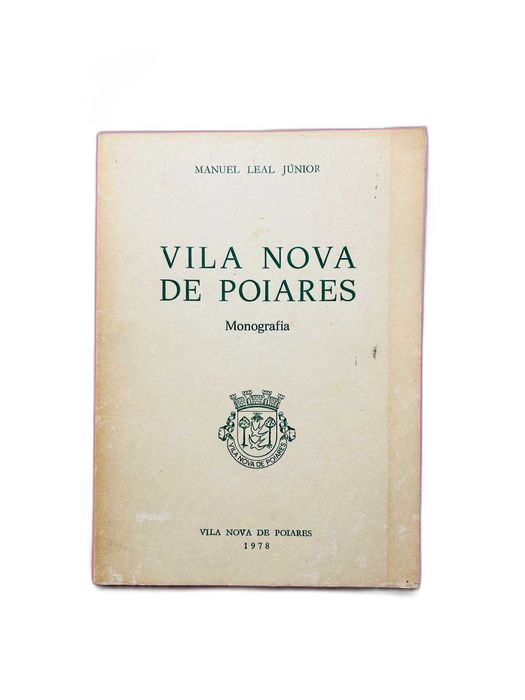 MANUEL LEAL JÚNIOR
VILA NOVA
DE POIARES
Monografia
VILA NOVA DE POIARES
VILA NOVA DE POIARES
1978